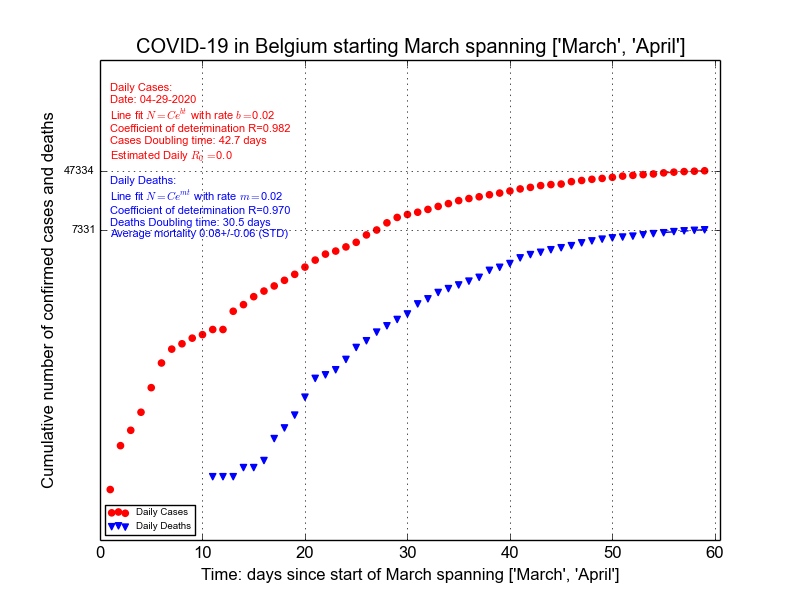 COVID-19 in Belgium starting March spanning ['March', 'April']
Daily Cases:
Date: 04-29-2020
Line fit N = Ce^{bt} with rate b =0.02
Coefficient of determination R=0.982
Cases Doubling time: 42.7 days
Estimated Daily R_0 =0.0
Daily Deaths:
Line fit N = Ce^{mt} with rate m =0.02
Coefficient of determination R=0.970
Deaths Doubling time: 30.5 days
Average mortality 0.08+/-0.06 (STD)
47334
7331
Cumulative number of confirmed cases and deaths
Daily Cases
Daily Deaths
0 10 20 30 40 50 60
Time: days since start of March spanning ['March', 'April']